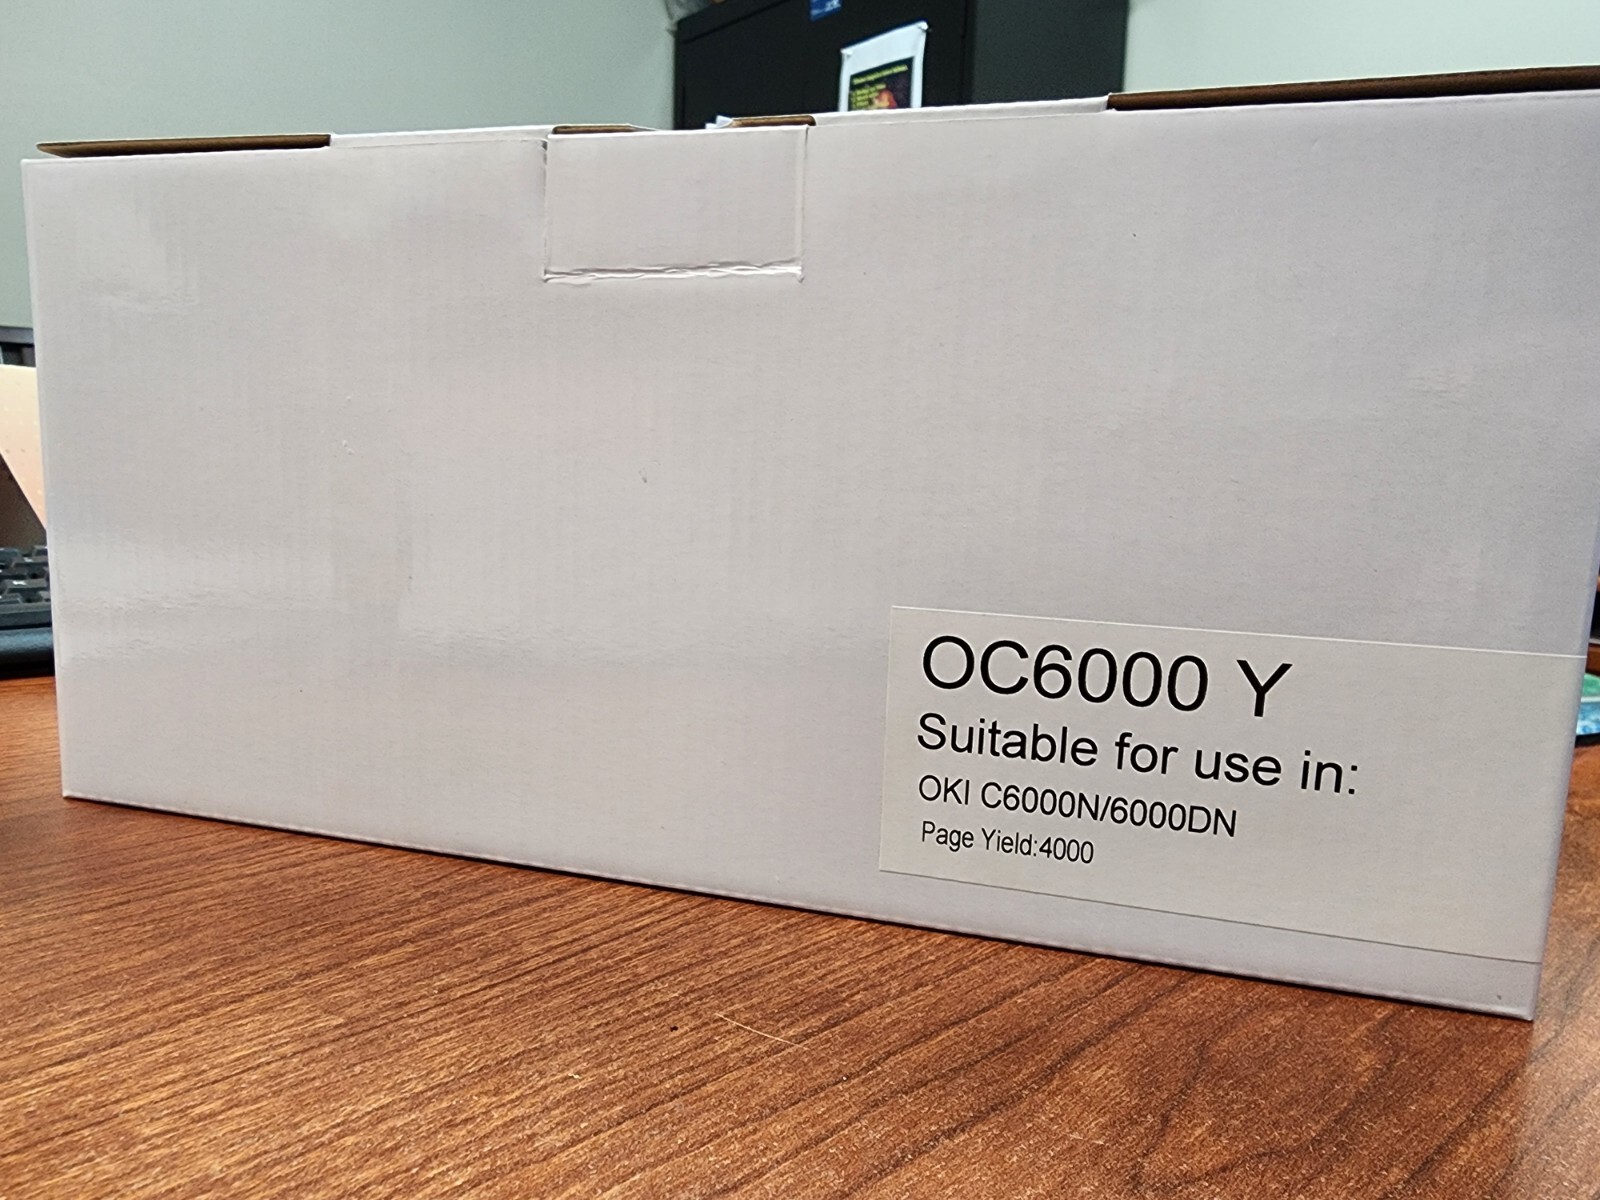 OC6000 Y
Suitable for use in:
OKI C6000N/6000DN
Page Yield:4000